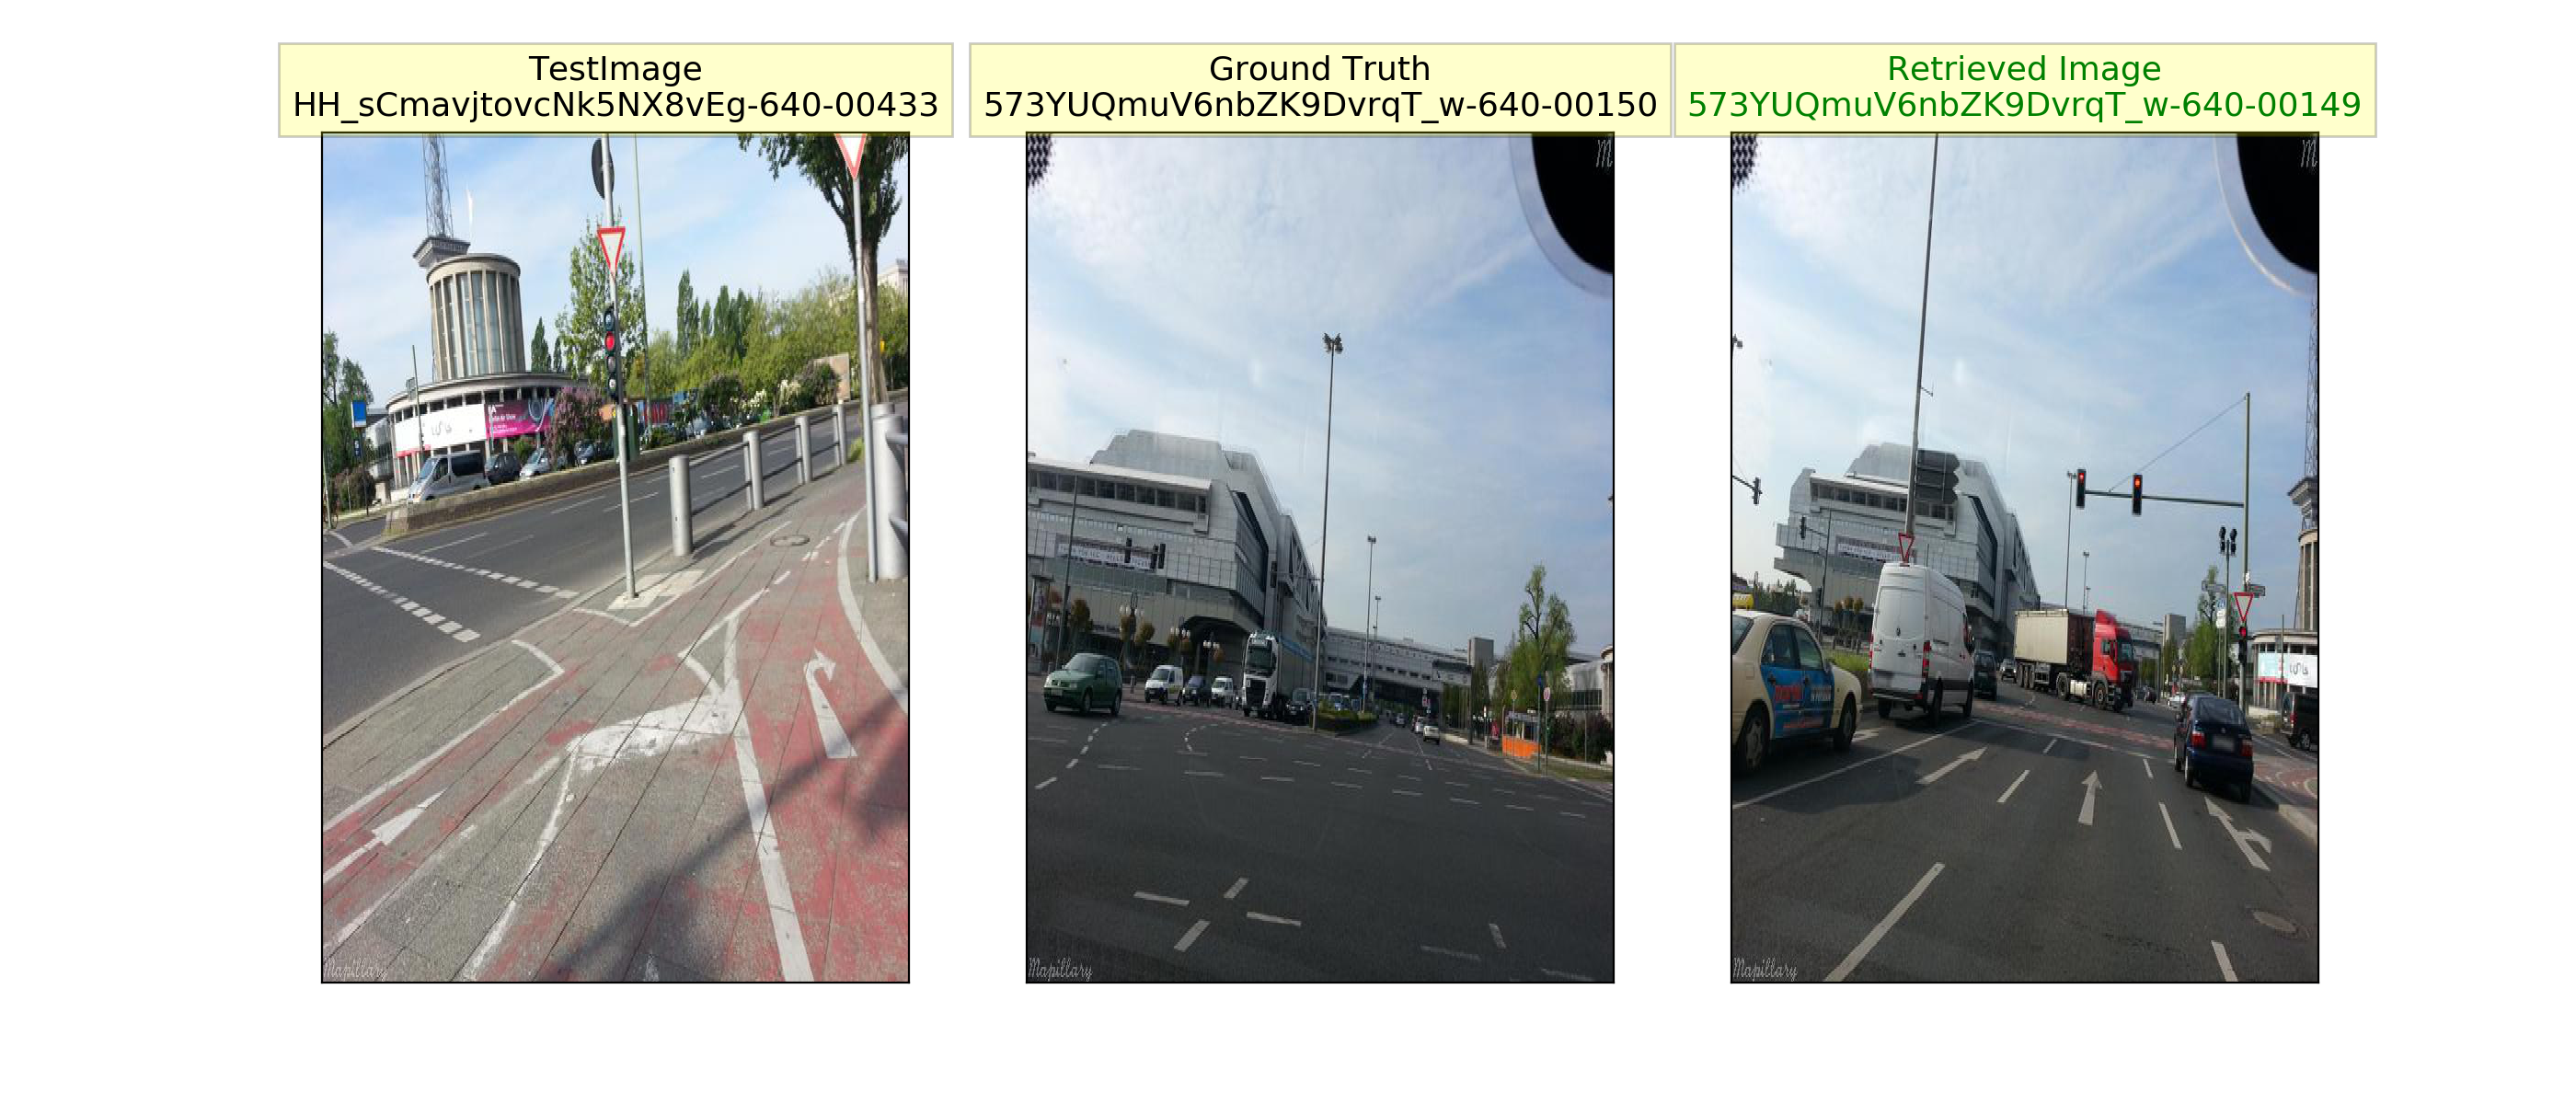 TestImage
HH_sCmavjtovcNk5NX8vEg-640-00433
Ground Truth
573YUQmuV6nbZK9DvrqT_w-640-00150
Retrieved Image
573YUQmuV6nbZK9DvrqT_w-640-00149
Mapillary
Mapillary
Mapillary